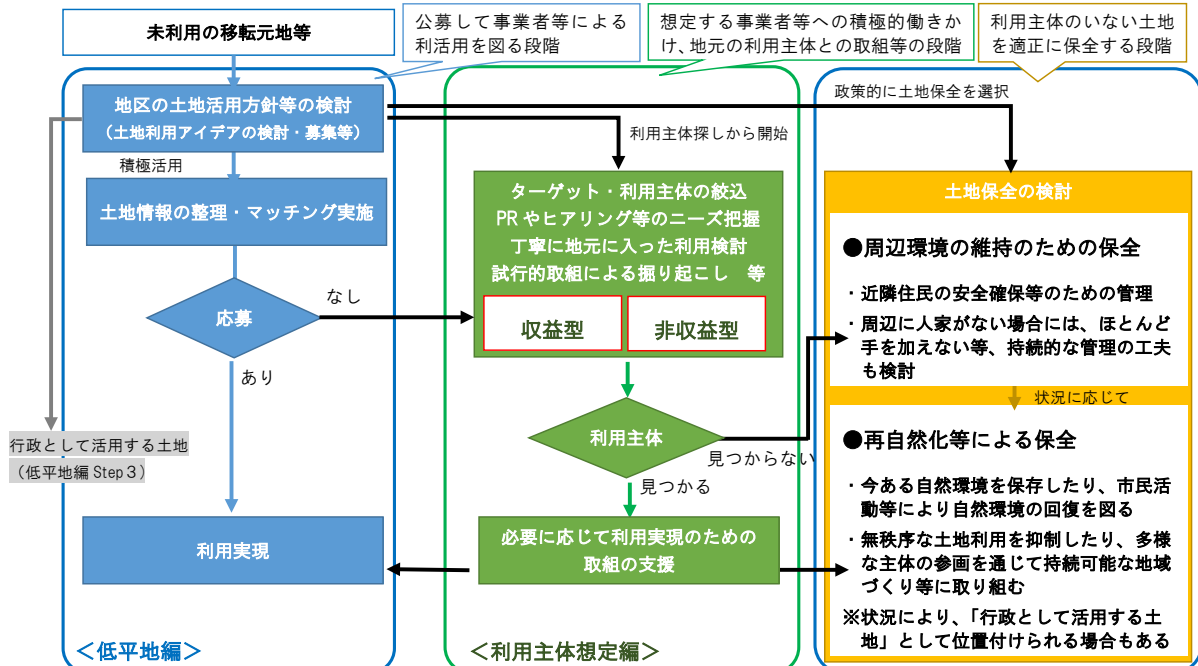 未利用の移転元地等
公募して事業者等による
利活用を図る段階
想定する事業者等への積極的働きか
け、地元の利用主体との取組等の段階
利用主体のいない土地
を適正に保全する段階
地区の土地活用方針等の検討
（土地利用アイデアの検討・募集等）
政策的に土地保全を選択
利用主体探しから開始
積極活用
土地情報の整理・マッチング実施
応募
なし
あり
行政として活用する土地
（低平地編 Step３）
利用実現
＜低平地編＞
ターゲット・利用主体の絞込
PR やヒアリング等のニーズ把握
丁寧に地元に入った利用検討
試行的取組による掘り起こし　等
収益型
非収益型
利用主体
見つからない
見つかる
必要に応じて利用実現のための
取組の支援
＜利用主体想定編＞
土地保全の検討
●周辺環境の維持のための保全
・近隣住民の安全確保等のための管理
・周辺に人家がない場合には、ほとんど
手を加えない等、持続的な管理の工夫
も検討
状況に応じて
●再自然化等による保全
・今ある自然環境を保存したり、市民活
動等により自然環境の回復を図る
・無秩序な土地利用を抑制したり、多様
な主体の参画を通じて持続可能な地域
づくり等に取り組む
※状況により、「行政として活用する土
地」として位置付けられる場合もある